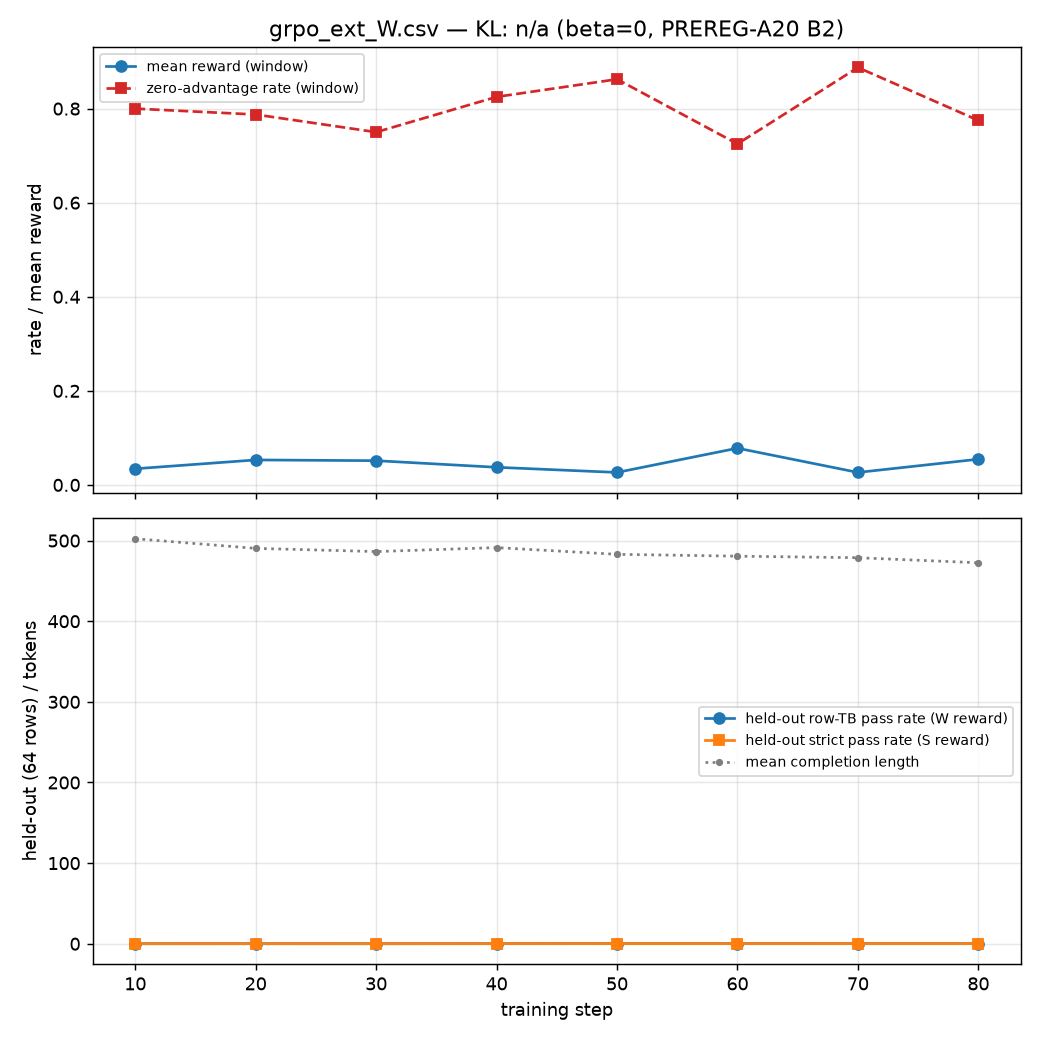 grpo_ext_W.csv — KL: n/a (beta=0, PREREG-A20 B2)
mean reward (window)
zero-advantage rate (window)
rate / mean reward
0.8
0.6
0.4
0.2
0.0
held-out (64 rows) / tokens
500
400
300
200
100
0
held-out row-TB pass rate (W reward)
held-out strict pass rate (S reward)
mean completion length
10 20 30 40 50 60 70 80
training step